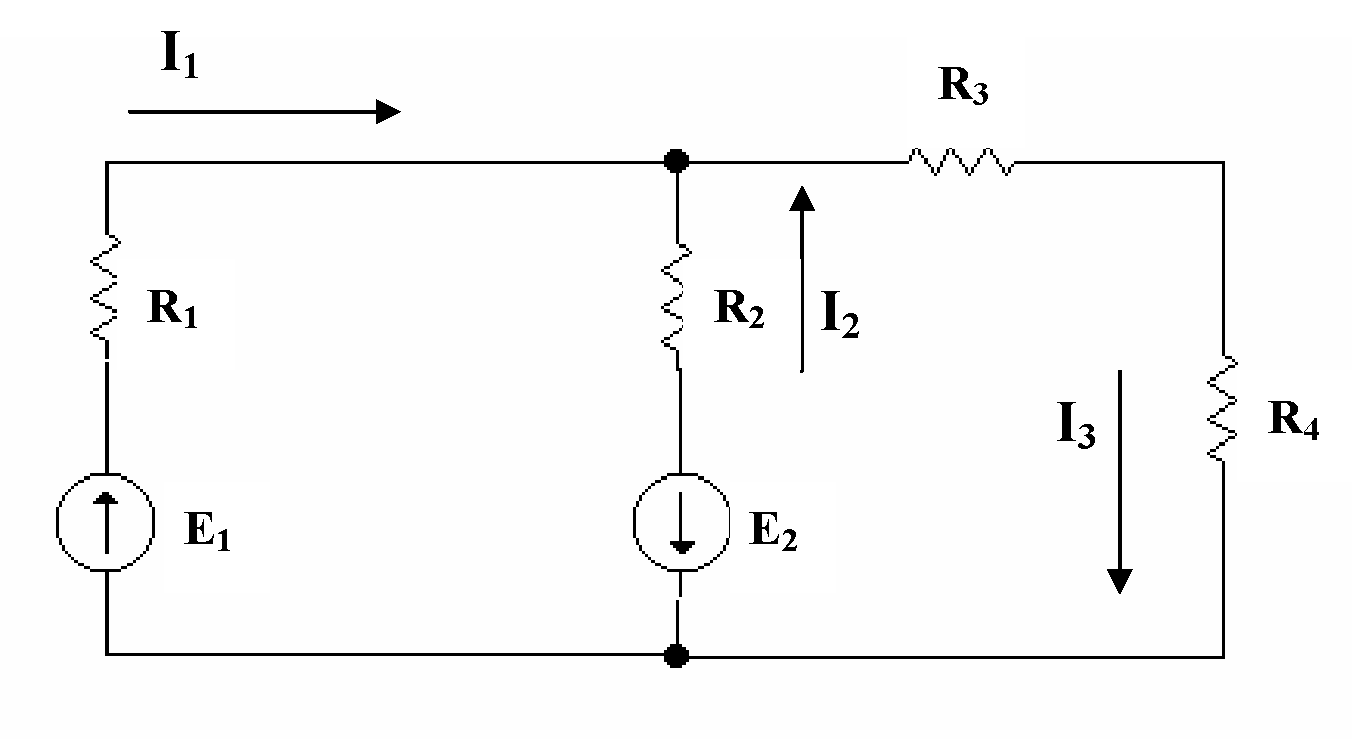 I₁
R₃
R₁
R₂
I₂
I₃
R₄
E₁
E₂